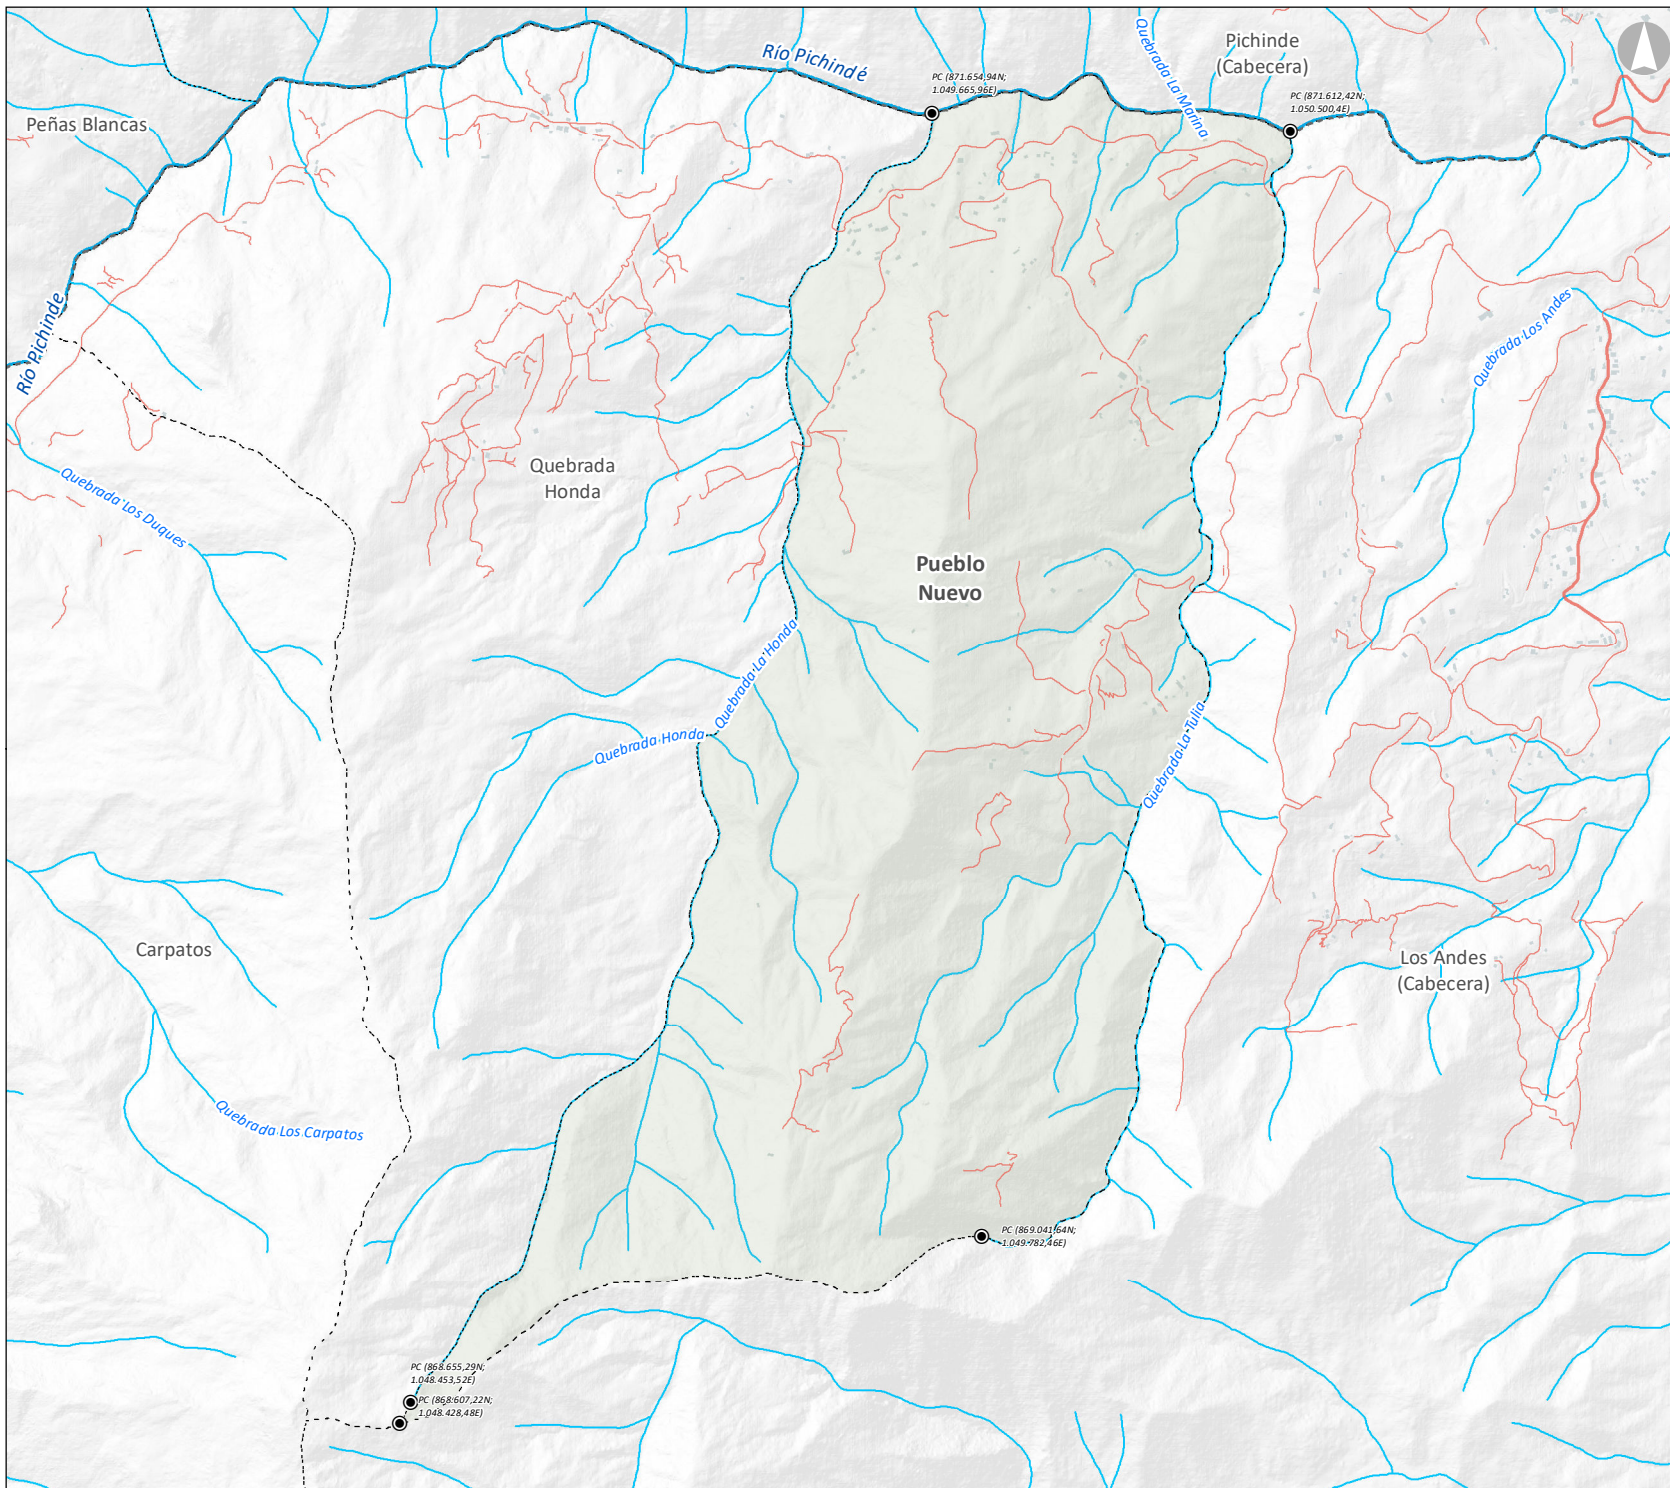 Río Pichindé
PC (871.654,94N;
1.049.665,96E)
Quebrada La Marina
Pichinde
(Cabecera)
PC (871.612,42N;
1.050.500,4E)
Peñas Blancas
Río Pichinde
Quebrada Los Andes
Quebrada Los Duques
Quebrada
Honda
Pueblo
Nuevo
Quebrada La Honda
Quebrada Honda
Quebrada La Tulia
Carpatos
Los Andes
(Cabecera)
Quebrada Los Carpatos
PC (869.041,64N;
1.049.782,46E)
PC (868.655,29N;
1.048.453,52E)
PC (868.607,22N;
1.048.428,48E)